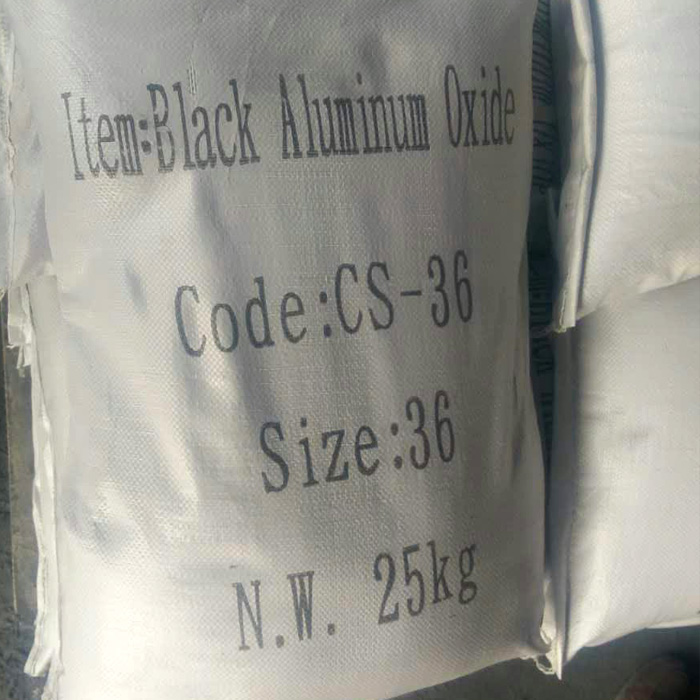 Item:Black Aluminum Oxide
Code:CS-36
Size:36
N.W. 25kg